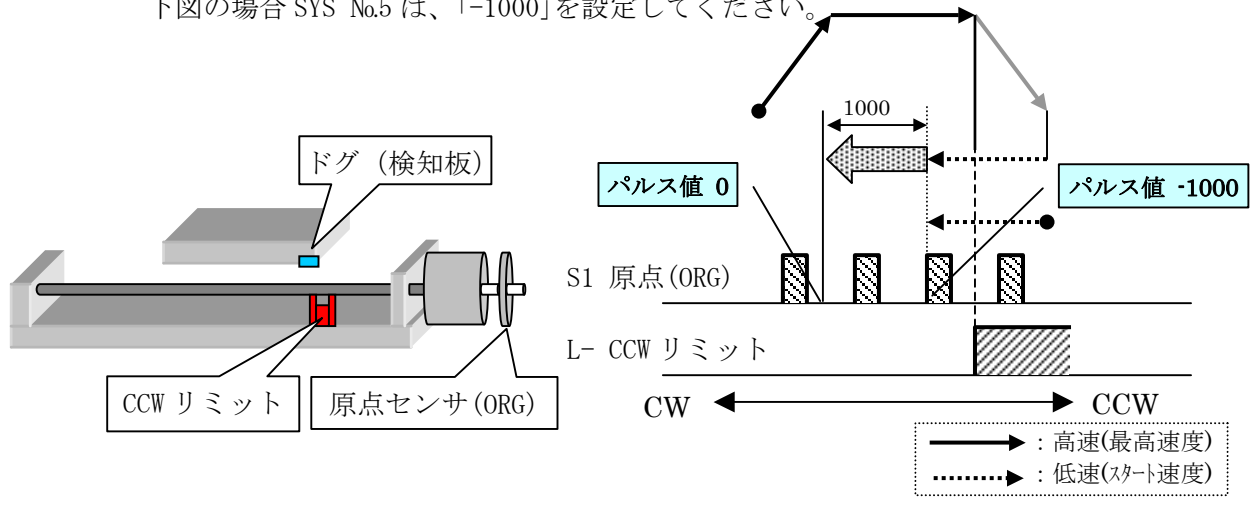 下図の場合 SYS №5 は、「-1000」を設定してください。
1000
ドグ (検知板)
パルス値 0
パルス値 -1000
S1 原点(ORG)
L- CCW リミット
CCW リミット
原点センサ(ORG)
CW
CCW
：高速(最高速度)
：低速(ｽﾀｰﾄ速度)